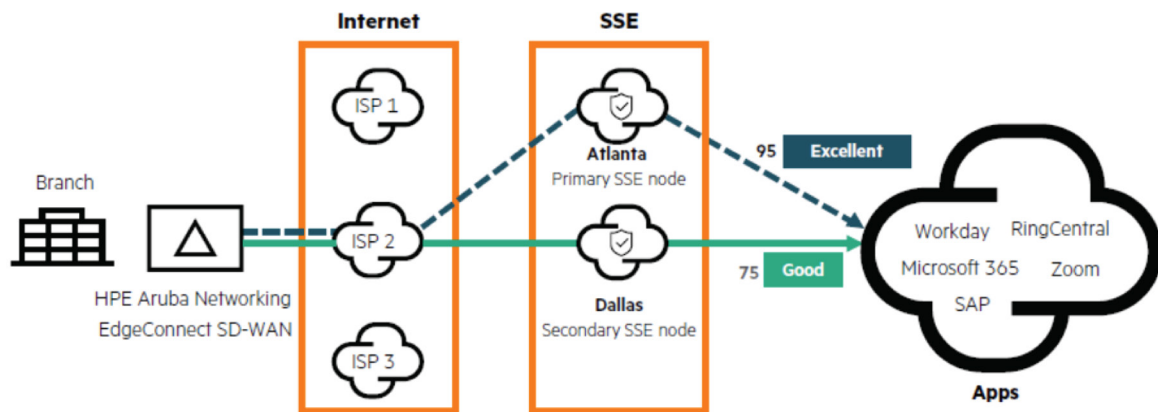 Internet
SSE
ISP 1
Atlanta
Primary SSE node
95
Excellent
Branch
HPE Aruba Networking
EdgeConnect SD-WAN
ISP 2
Dallas
Secondary SSE node
75
Good
Workday
RingCentral
Microsoft 365
Zoom
SAP
ISP 3
Apps